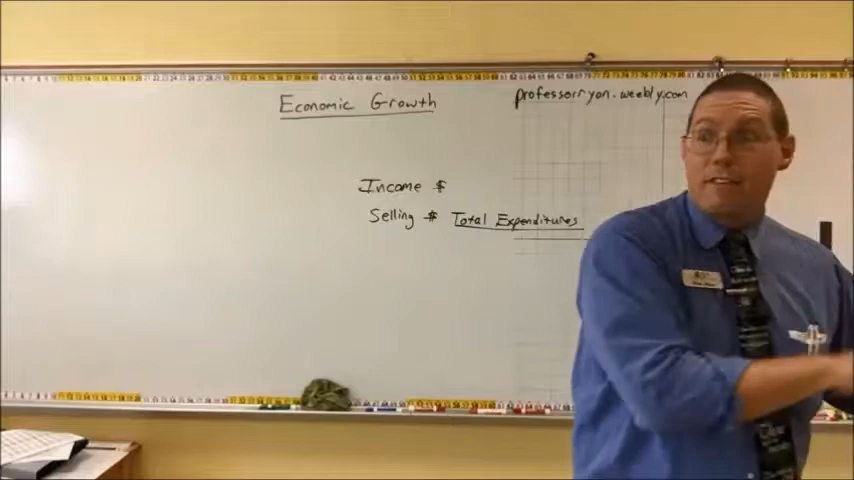 Economic Growth
professorryon.weebly.com
Income $
Selling $ Total Expenditures